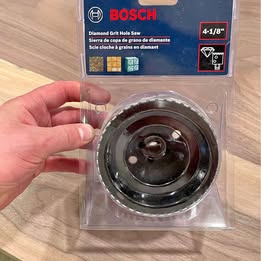 BOSCH
Diamond Grit Hole Saw
Sierra de copa de grano de diamante
Scie cloche à grains en diamant
4-1/8"